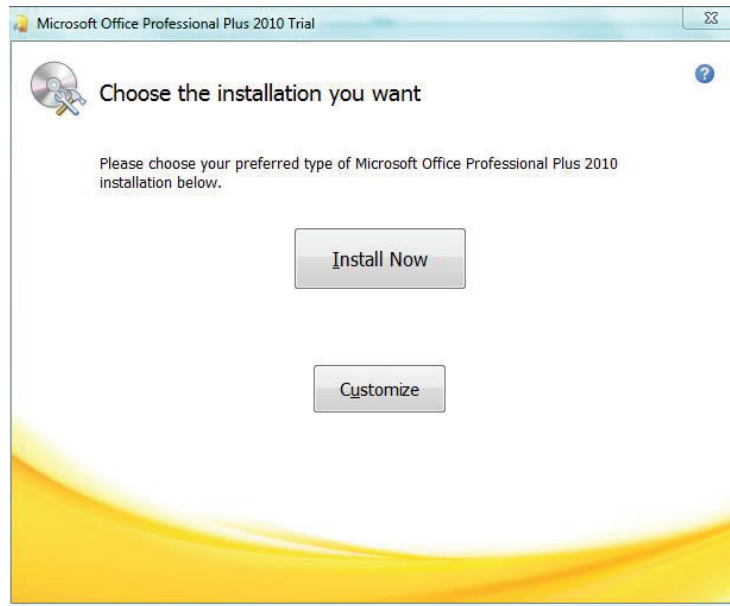 Microsoft Office Professional Plus 2010 Trial
?
Choose the installation you want
Please choose your preferred type of Microsoft Office Professional Plus 2010
installation below.
Install Now
Customize